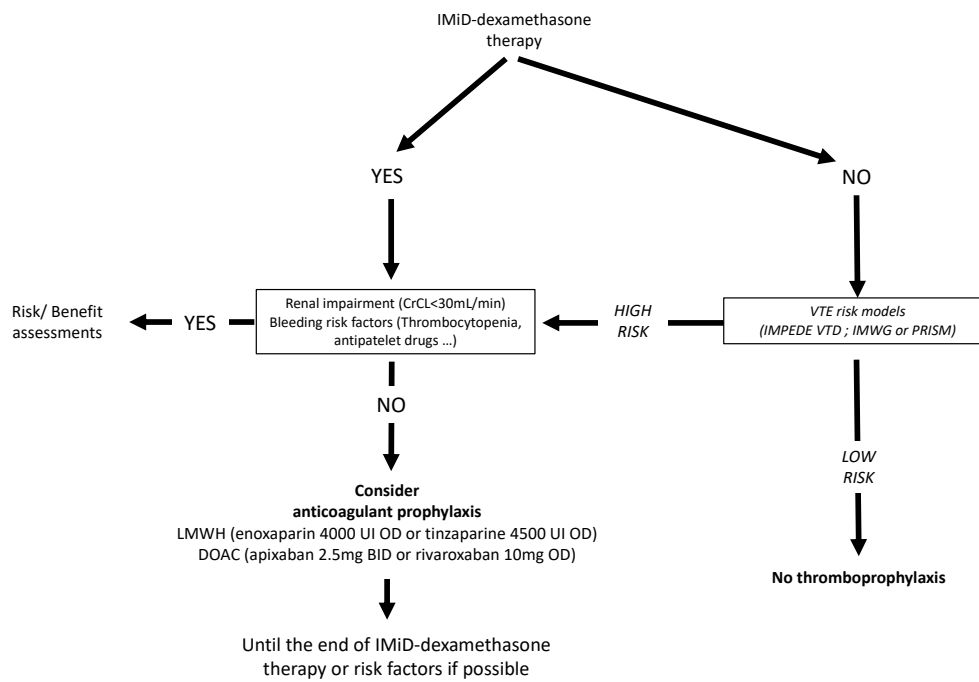 IMiD-dexamethasone
therapy
YES
NO
Renal impairment (CrCL<30mL/min)
Bleeding risk factors (Thrombocytopenia,
antipatelet drugs ...)
Risk/ Benefit
assessments
YES
HIGH
RISK
VTE risk models
(IMPEDE VTD ; IMWG or PRISM)
NO
LOW
RISK
Consider
anticoagulant prophylaxis
LMWH (enoxaparin 4000 UI OD or tinzaparine 4500 UI OD)
DOAC (apixaban 2.5mg BID or rivaroxaban 10mg OD)
No thromboprophylaxis
Until the end of IMiD-dexamethasone
therapy or risk factors if possible